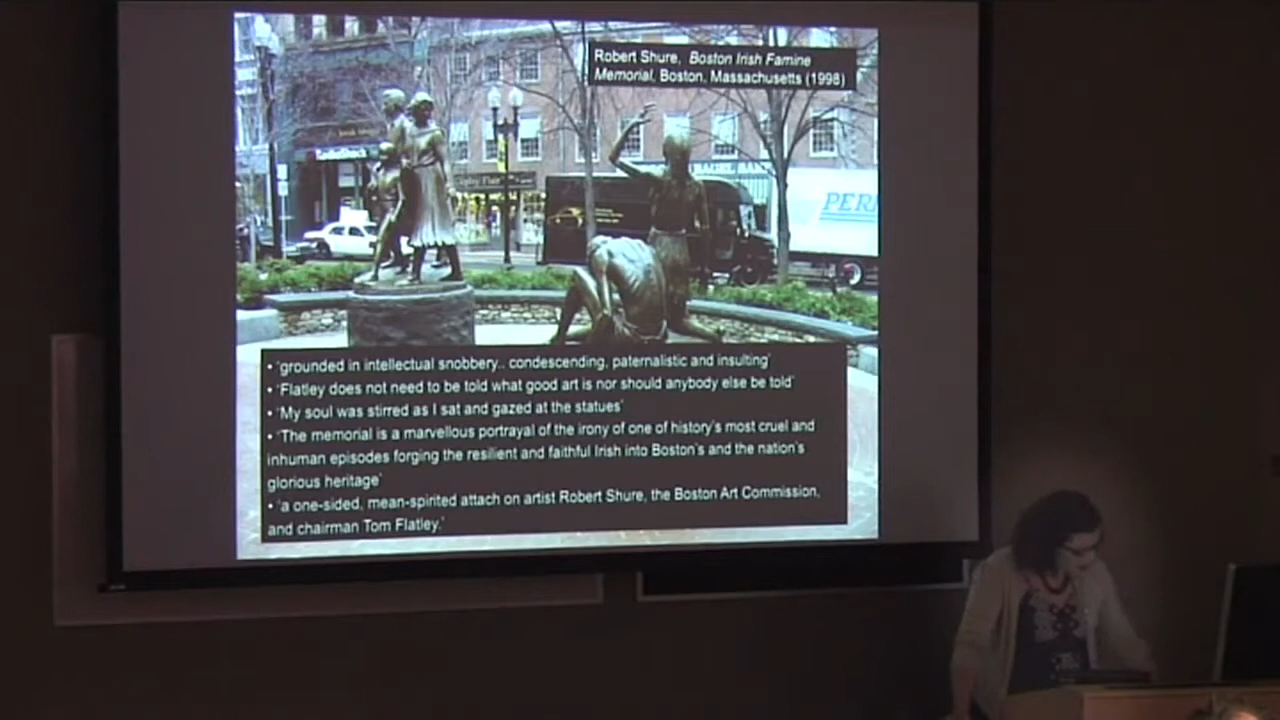 Robert Shure, Boston Irish Famine
Memorial, Boston, Massachusetts (1998)
PER
• 'grounded in intellectual snobbery.. condescending, paternalistic and insulting'
• 'Flatley does not need to be told what good art is nor should anybody else be told'
• 'My soul was stirred as I sat and gazed at the statues'
• 'The memorial is a marvellous portrayal of the irony of one of history's most cruel and
inhuman episodes forging the resilient and faithful Irish into Boston's and the nation's
glorious heritage'
• 'a one-sided, mean-spirited attach on artist Robert Shure, the Boston Art Commission,
and chairman Tom Flatley.'